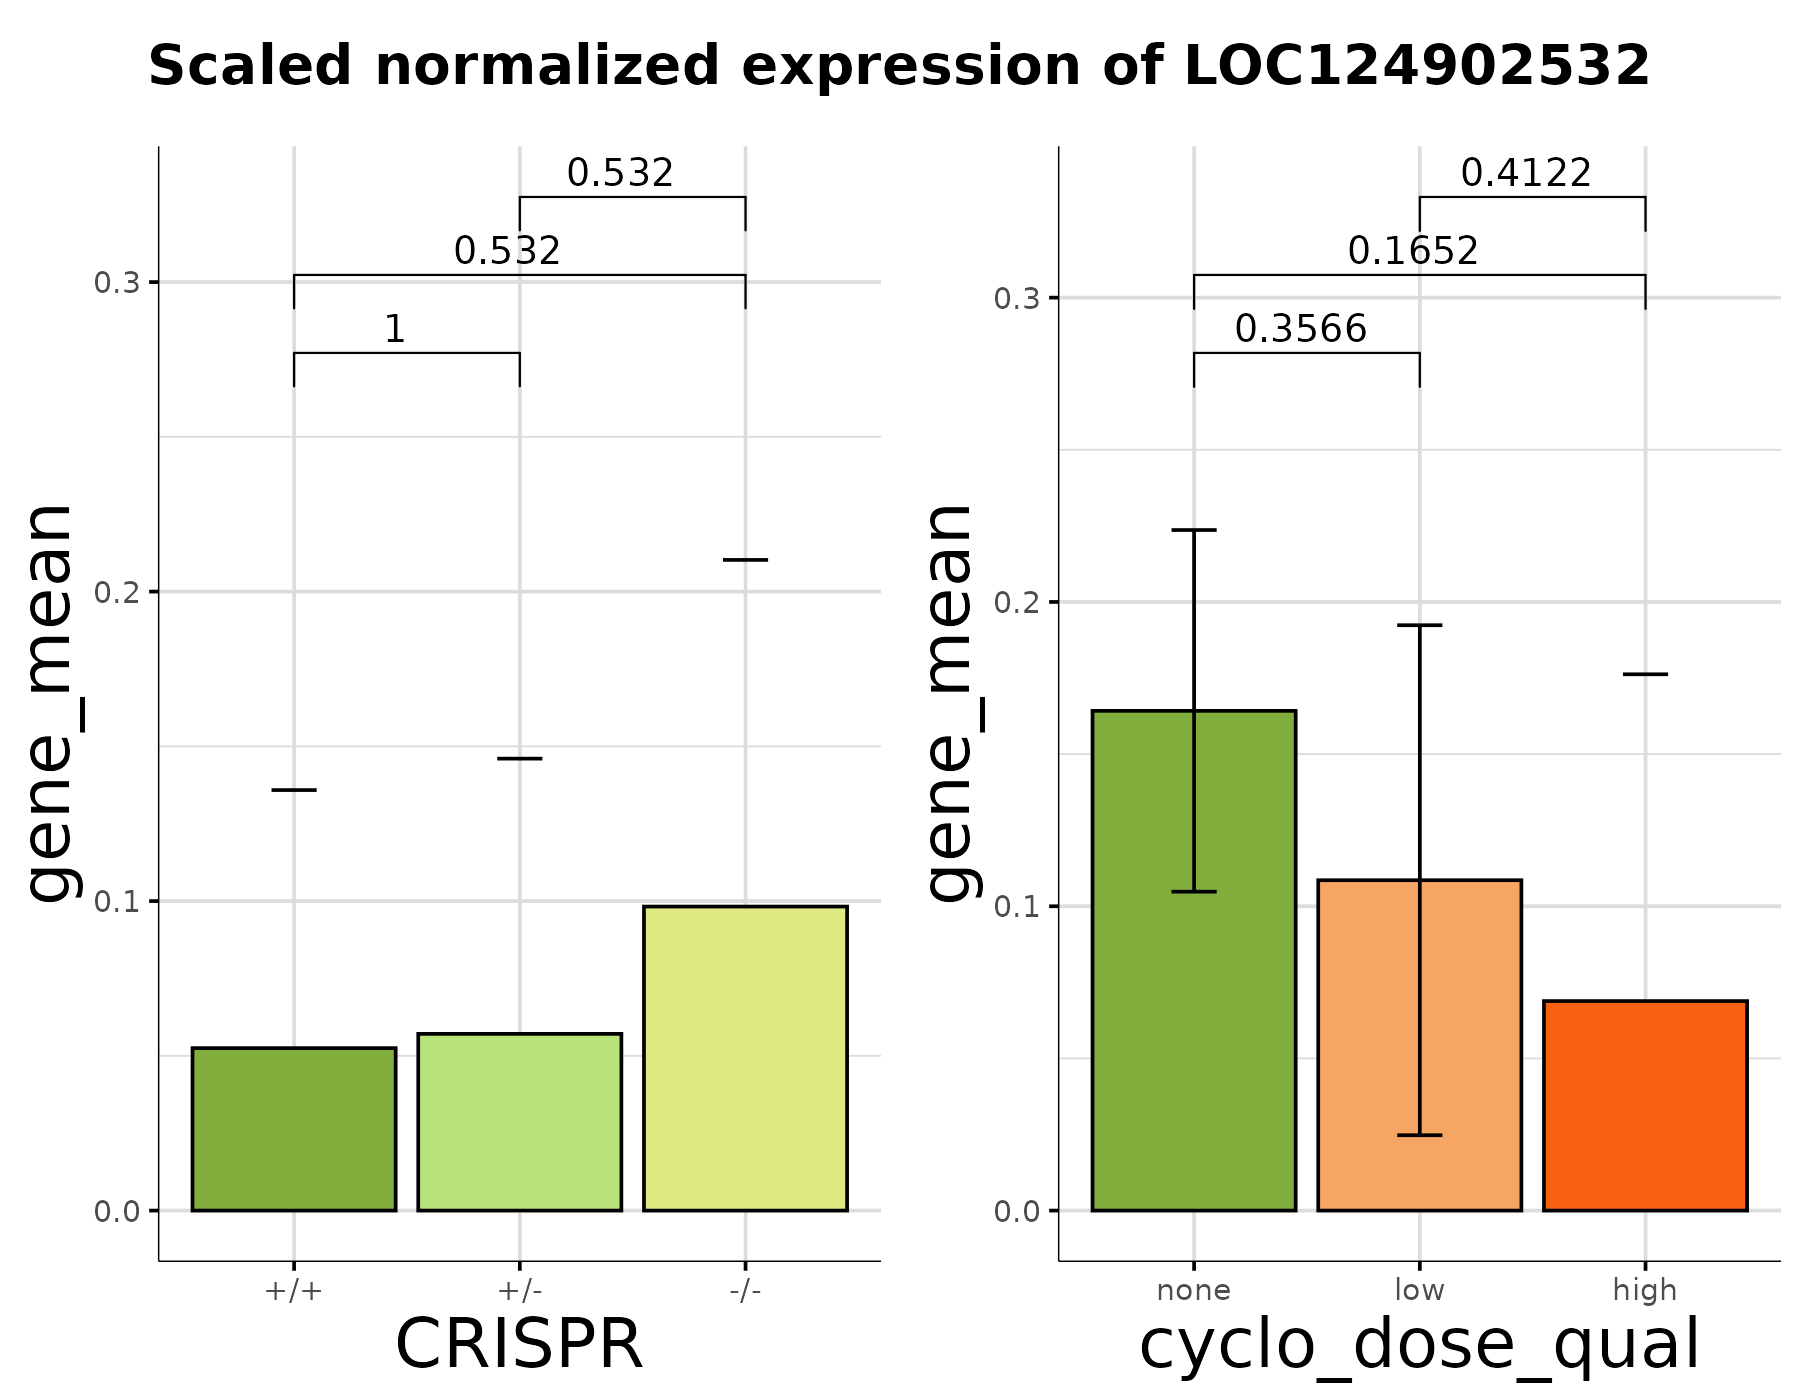 Scaled normalized expression of LOC124902532
gene_mean
0.3
0.2
0.1
0.0
0.532
0.532
1
+/+
+/-
-/-
CRISPR
gene_mean
0.3
0.2
0.1
0.0
0.4122
0.1652
0.3566
none
low
high
cyclo_dose_qual